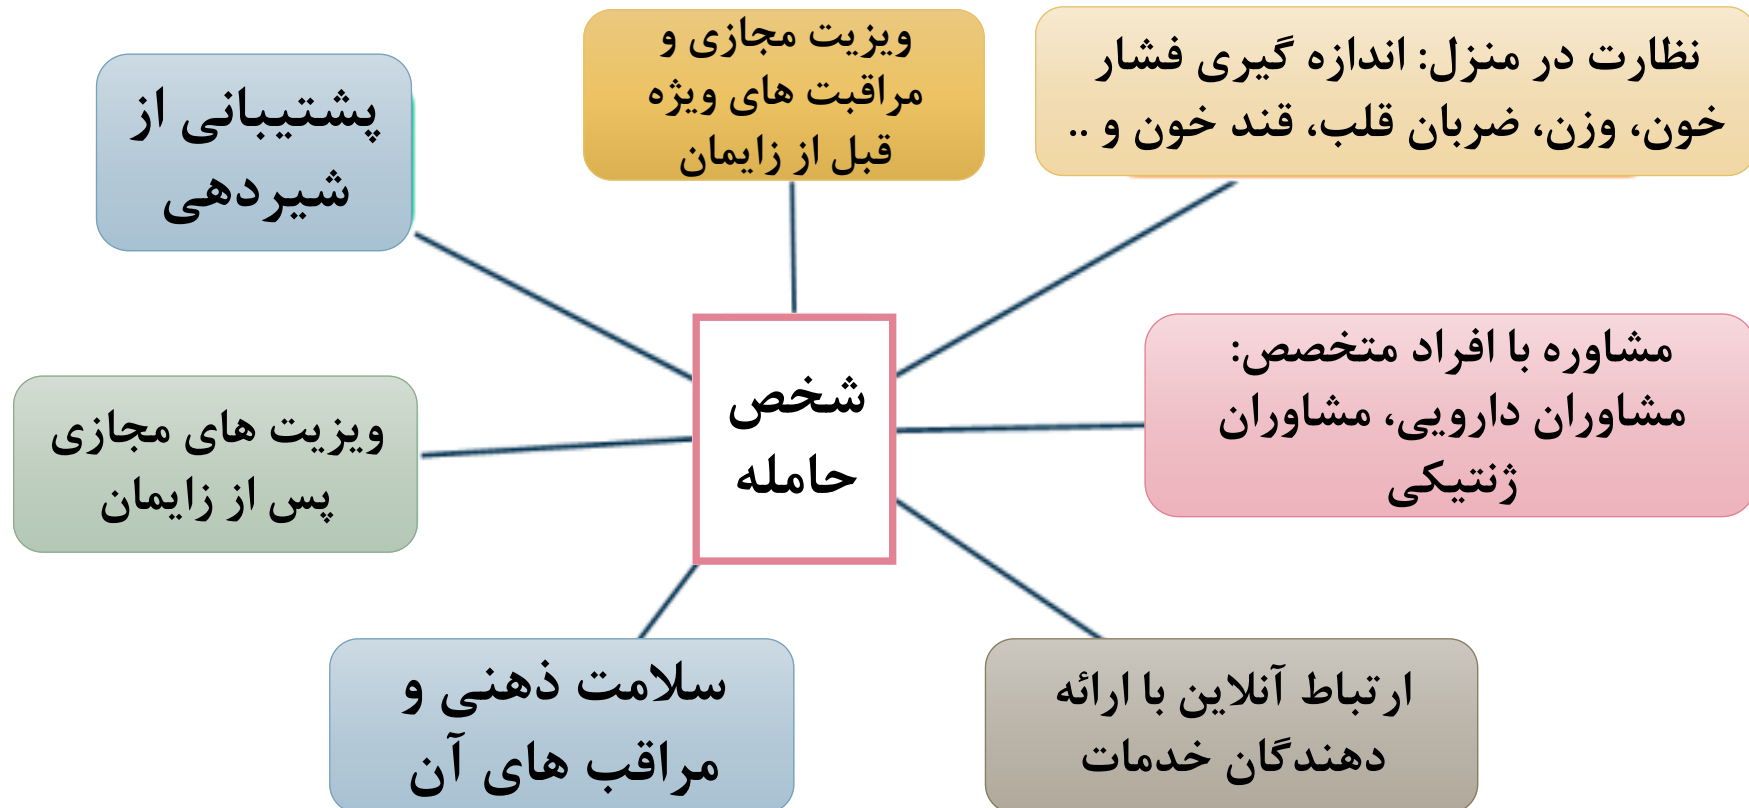 نظارت در منزل: اندازه گیری فشار
خون، وزن، ضربان قلب، قند خون و ..
ویزیت مجازی و
مراقبت های ویژه
قبل از زایمان
پشتیبانی از
شیردهی
مشاوره با افراد متخصص:
مشاوران دارویی، مشاوران
ژنتیکی
شخص
حامله
ویزیت های مجازی
پس از زایمان
ارتباط آنلاین با ارائه
دهندگان خدمات
سلامت ذهنی و
مراقب های آن